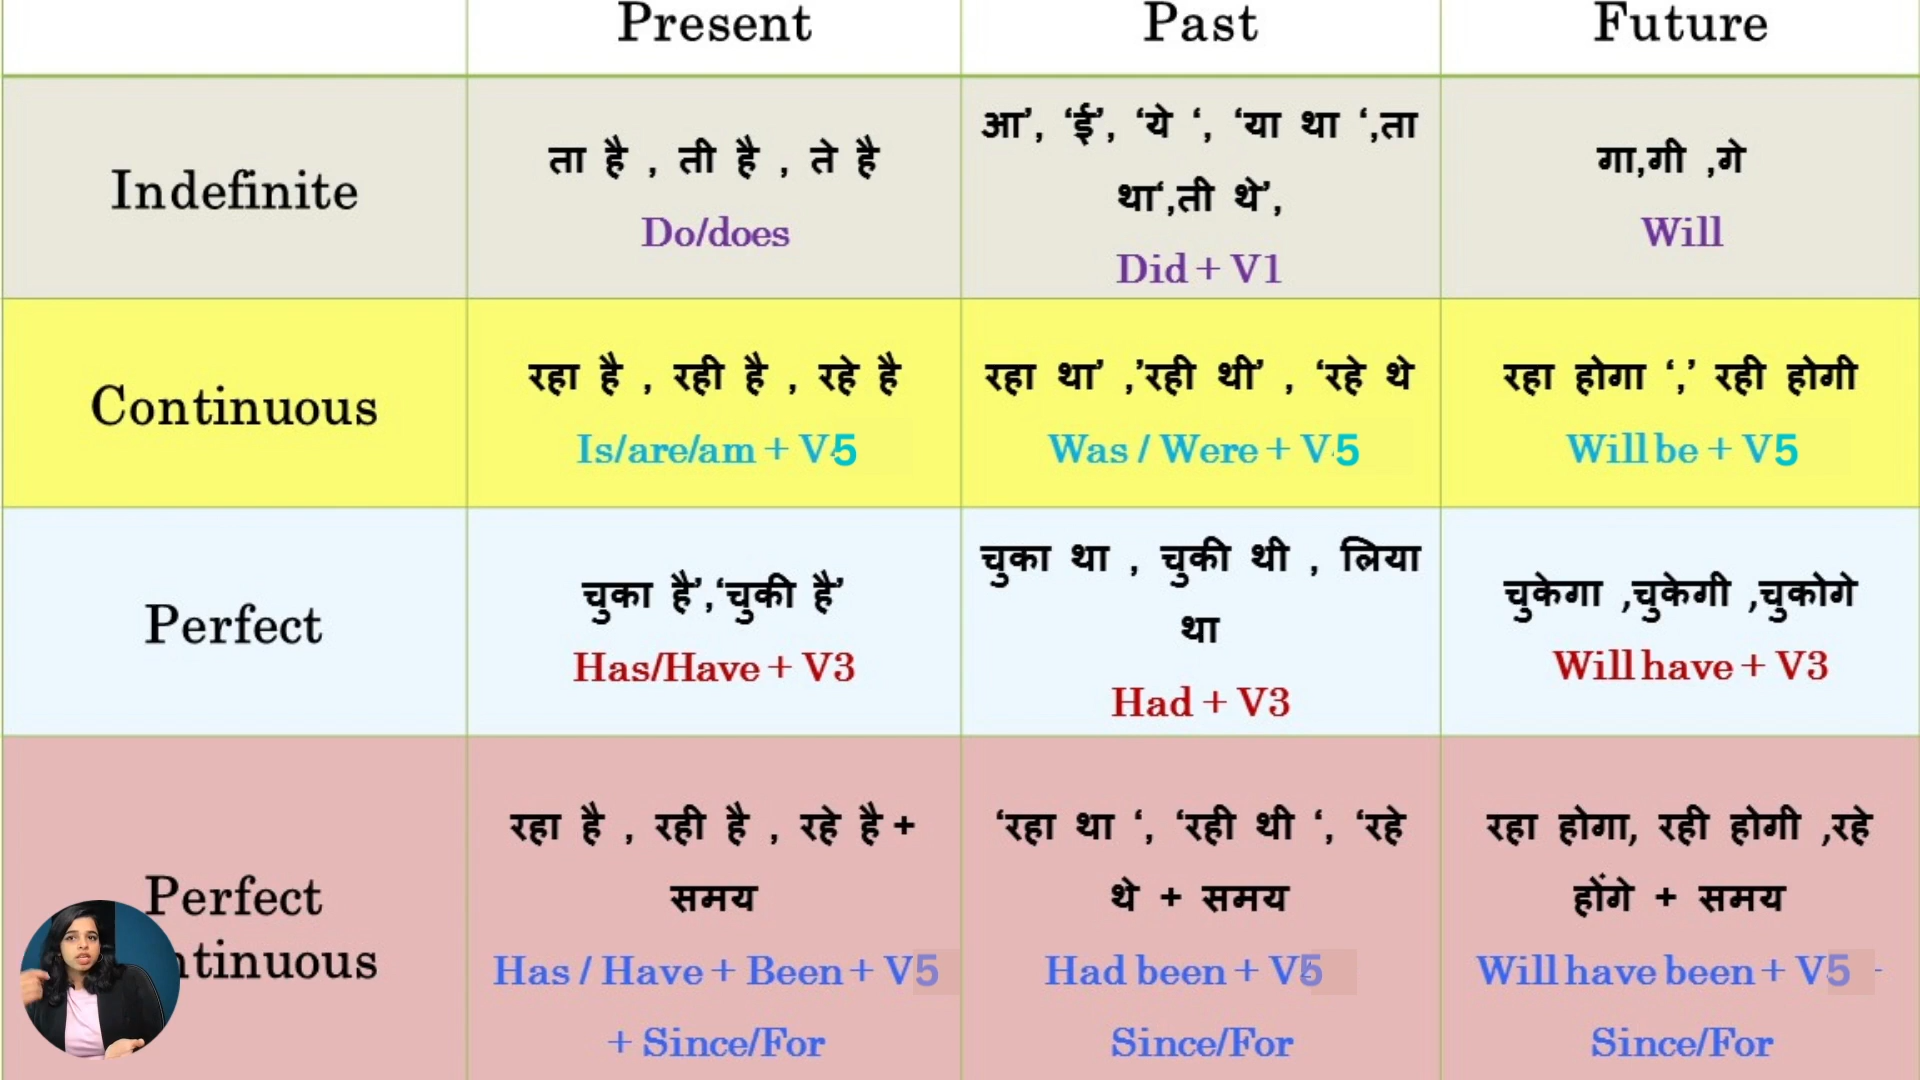 Present Past Future
Indefinite
ता है , ती है , ते है
Do/does
आ’, ‘ई’, ‘ये ‘, ‘या था ‘,ता
था‘,ती थे’,
Did + V1
गा,गी ,गे
Will
Continuous
रहा है , रही है , रहे है
Is/are/am + V5
रहा था’ ,’रही थी’ , ‘रहे थे
Was / Were + V5
रहा होगा ‘,’ रही होगी
Will be + V5
Perfect
चुका है’,‘चुकी है’
Has/Have + V3
चुका था , चुकी थी , लिया
था
Had + V3
चुकेगा ,चुकेगी ,चुकोगे
Will have + V3
Perfect
ntinuous
रहा है , रही है , रहे है +
समय
Has / Have + Been + V5
+ Since/For
‘रहा था ‘, ‘रही थी ‘, ‘रहे
थे + समय
Had been + V5
Since/For
रहा होगा, रही होगी ,रहे
होंगे + समय
Will have been + V5
Since/For